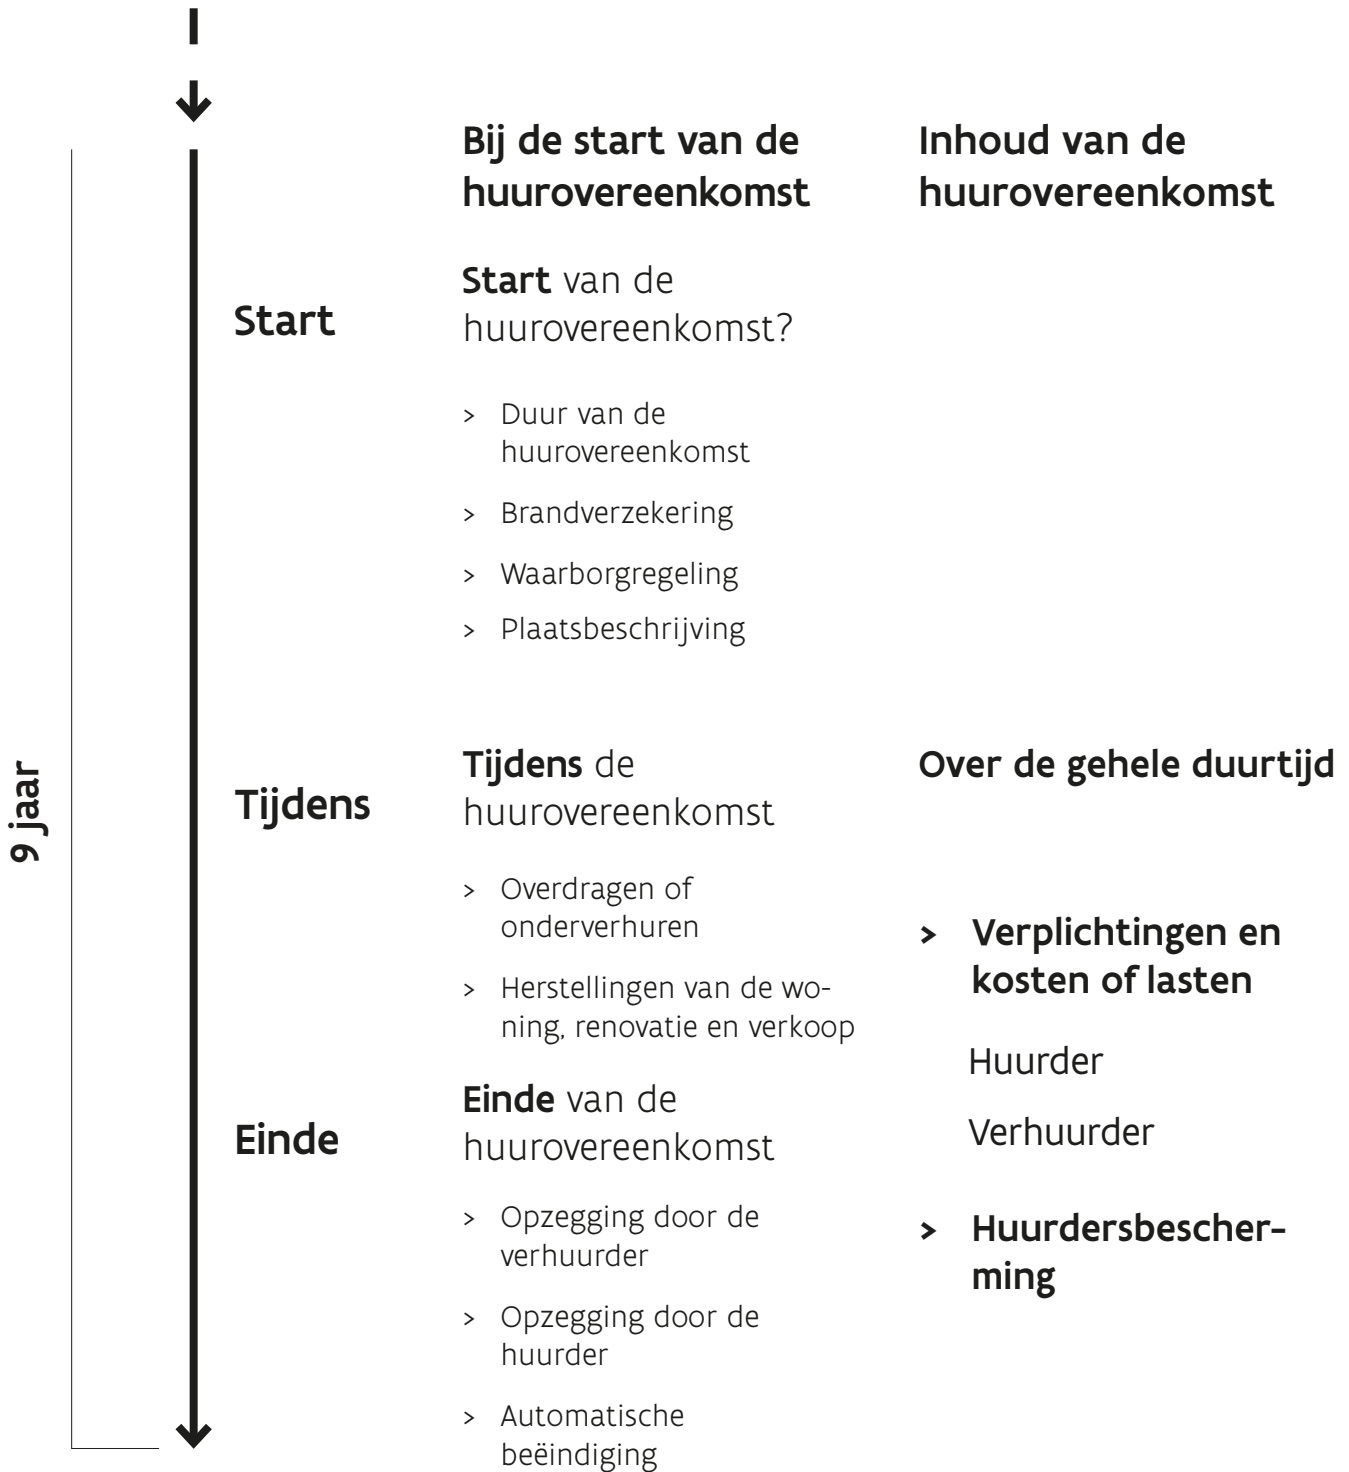 Bij de start van de
huurovereenkomst
Inhoud van de
huurovereenkomst
Start
Start van de
huurovereenkomst?
> Duur van de
huurovereenkomst
> Brandverzekering
> Waarborgregeling
> Plaatsbeschrijving
9 jaar
Tijdens
Tijdens de
huurovereenkomst
> Overdragen of
onderverhuren
> Herstellingen van de wo-
ning, renovatie en verkoop
Einde
Einde van de
huurovereenkomst
> Opzegging door de
verhuurder
> Opzegging door de
huurder
> Automatische
beëindiging
Over de gehele duurtijd
> Verplichtingen en
kosten of lasten
Huurder
Verhuurder
> Huurdersbescher-
ming